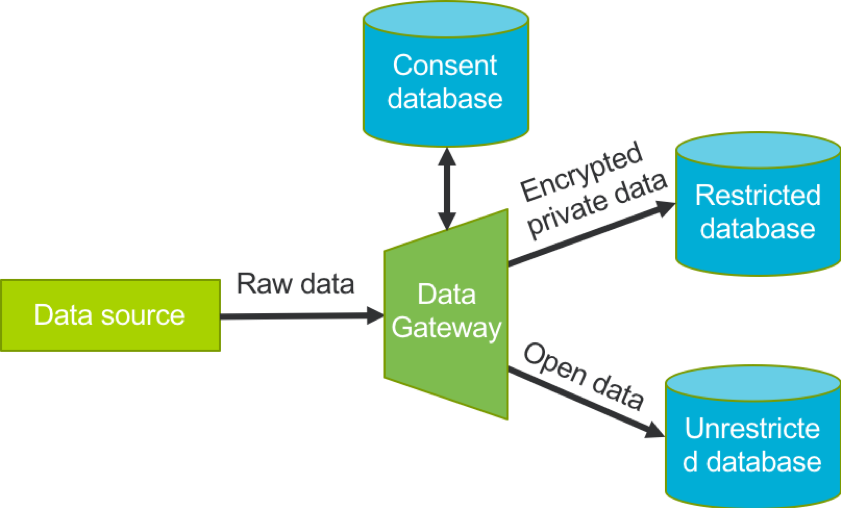 Consent
database
Encrypted
private data
Restricted
database
Raw data
Data source
Data
Gateway
Open data
Unrestricte
d database